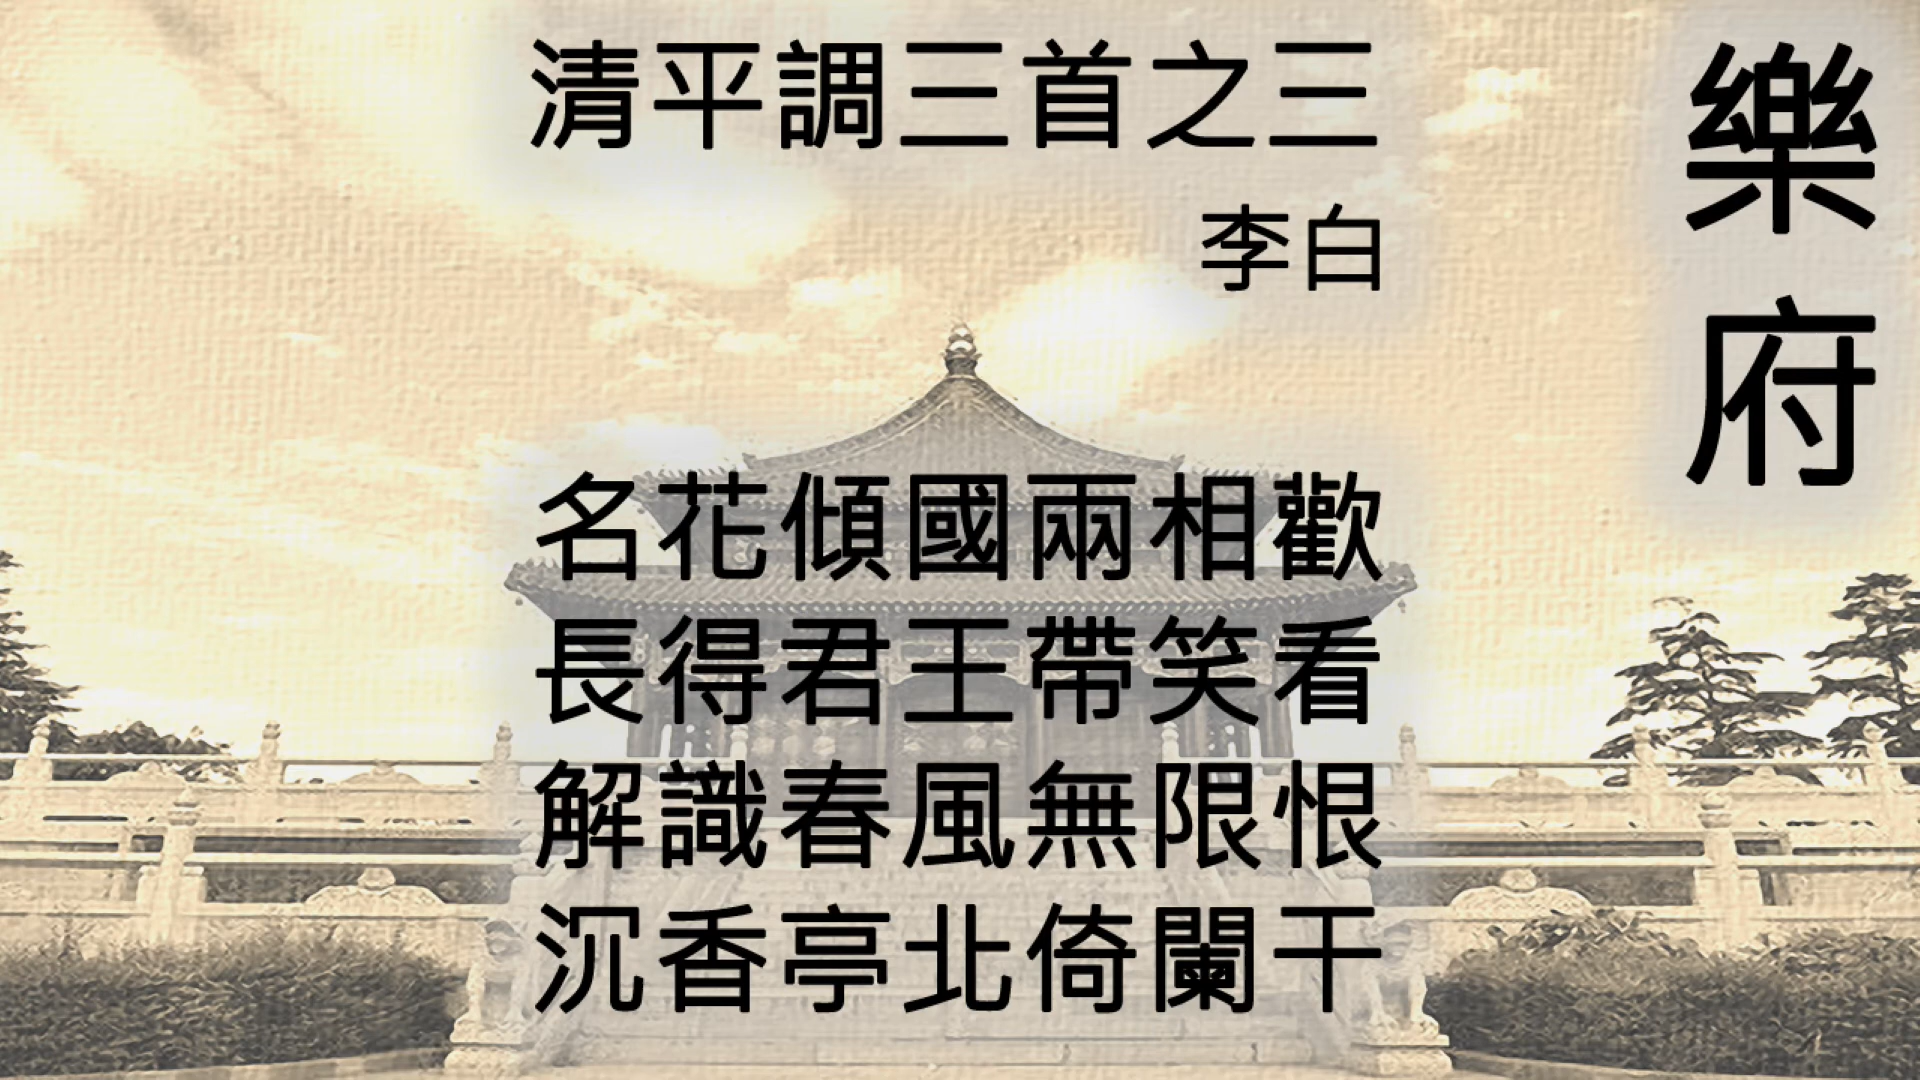 樂府
清平調三首之三
李白
名花傾國兩相歡
長得君王帶笑看
解識春風無限恨
沉香亭北倚闌干